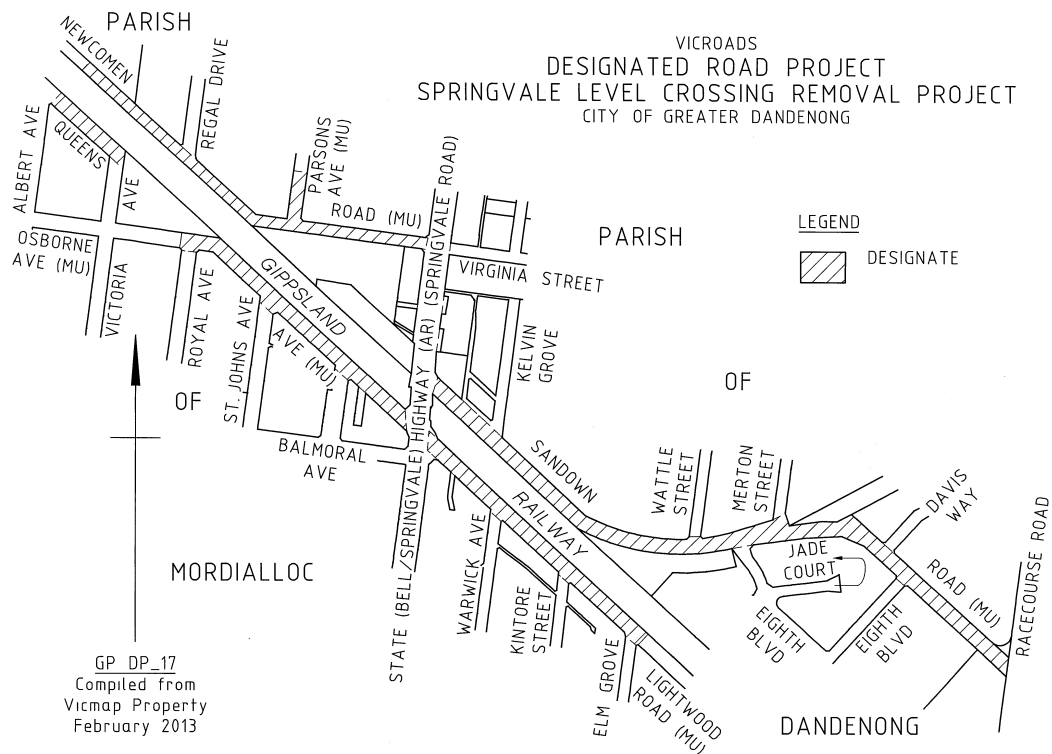 VICROADS
DESIGNATED ROAD PROJECT
SPRINGVALE LEVEL CROSSING REMOVAL PROJECT
CITY OF GREATER DANDENONG
PARISH
NEWCOMEN
REGAL DRIVE
ALBERT AVE
QUEENS
AVE
PARSONS
AVE (MU)
ROAD (MU)
PARISH
LEGEND
DESIGNATE
OSBORNE
AVE (MU)
VICTORIA
ROYAL AVE
ST. JOHNS AVE
GIPPSLAND
AVE (MU)
VIRGINIA STREET
KELVIN
GROVE
STATE (BELL/SPRINGVALE) HIGHWAY (AR) (SPRINGVALE ROAD)
OF
OF
BALMORAL
AVE
SANDOWN
RAILWAY
WATTLE
STREET
MERTON
STREET
DAVIS
WAY
JADE
COURT
ROAD (MU)
RACECOURSE ROAD
MORDIALLOC
WARWICK AVE
KINTORE
STREET
EIGHTH
BLVD
EIGHTH
BLVD
ELM GROVE
LIGHTWOOD
ROAD (MU)
DANDENONG
GP DP_17
Compiled from
Vicmap Property
February 2013